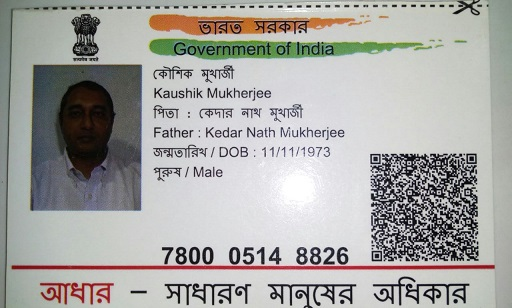 ভারত সরকার
Government of India
কৌশিক মুখার্জী
Kaushik Mukherjee
পিতা : কেদার নাথ মুখার্জী
Father : Kedar Nath Mukherjee
জন্মতারিখ / DOB : 11/11/1973
পুরুষ / Male
7800 0514 8826
আধার – সাধারণ মানুষের অধিকার